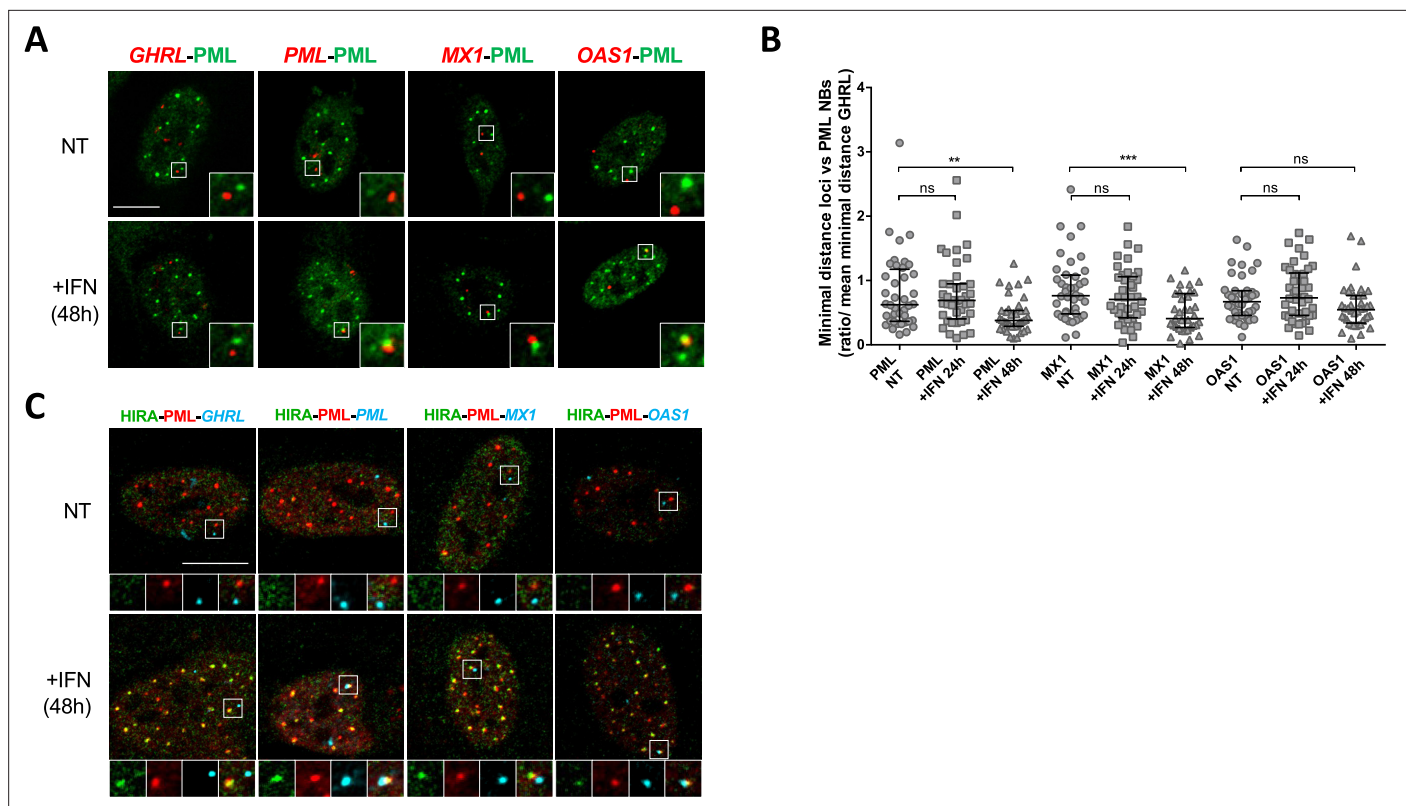 A
GHRL-PML PML-PML MX1-PML OAS1-PML
NT
+IFN
(48h)
B
Minimal distance loci vs PML NBs
(ratio/ mean minimal distance GHRL)
4
3
2
1
0
** *** ns
ns ns ns
PML
NT
PML
+IFN 24h
PML
+IFN 48h
MX1
NT
MX1
+IFN 24h
MX1
+IFN 48h
OAS1
NT
OAS1
+IFN 24h
OAS1
+IFN 48h
C
HIRA-PML-GHRL HIRA-PML-PML HIRA-PML-MX1 HIRA-PML-OAS1
NT
+IFN
(48h)